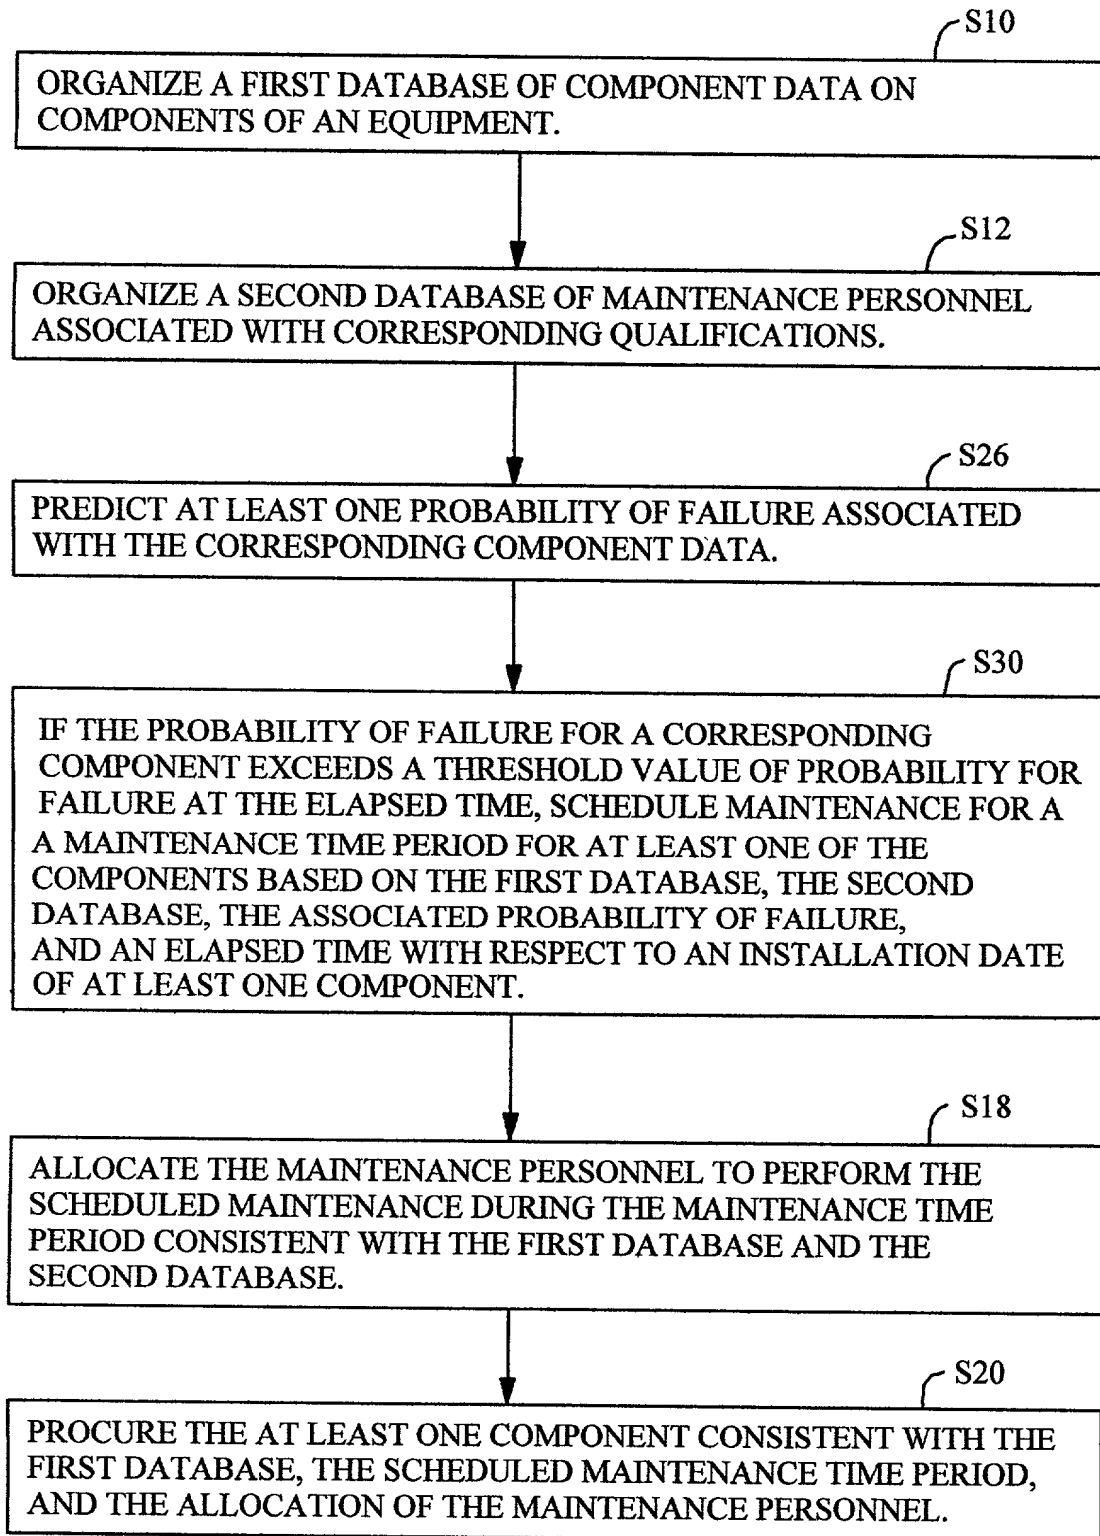 S10
ORGANIZE A FIRST DATABASE OF COMPONENT DATA ON
COMPONENTS OF AN EQUIPMENT.
S12
ORGANIZE A SECOND DATABASE OF MAINTENANCE PERSONNEL
ASSOCIATED WITH CORRESPONDING QUALIFICATIONS.
S26
PREDICT AT LEAST ONE PROBABILITY OF FAILURE ASSOCIATED
WITH THE CORRESPONDING COMPONENT DATA.
S30
IF THE PROBABILITY OF FAILURE FOR A CORRESPONDING
COMPONENT EXCEEDS A THRESHOLD VALUE OF PROBABILITY FOR
FAILURE AT THE ELAPSED TIME, SCHEDULE MAINTENANCE FOR A
A MAINTENANCE TIME PERIOD FOR AT LEAST ONE OF THE
COMPONENTS BASED ON THE FIRST DATABASE, THE SECOND
DATABASE, THE ASSOCIATED PROBABILITY OF FAILURE,
AND AN ELAPSED TIME WITH RESPECT TO AN INSTALLATION DATE
OF AT LEAST ONE COMPONENT.
S18
ALLOCATE THE MAINTENANCE PERSONNEL TO PERFORM THE
SCHEDULED MAINTENANCE DURING THE MAINTENANCE TIME
PERIOD CONSISTENT WITH THE FIRST DATABASE AND THE
SECOND DATABASE.
S20
PROCURE THE AT LEAST ONE COMPONENT CONSISTENT WITH THE
FIRST DATABASE, THE SCHEDULED MAINTENANCE TIME PERIOD,
AND THE ALLOCATION OF THE MAINTENANCE PERSONNEL.